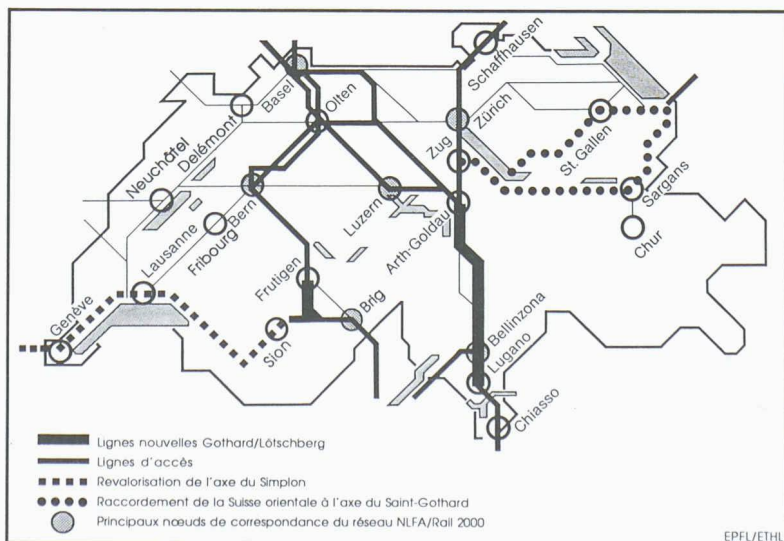 Schaffhausen
Basel
Olten
Delémont
Zürich
Neuchâtel
Zug
St. Gallen
Bern
Luzern
Sargans
Fribourg
Lausanne
Arth-Goldau
Chur
Genève
Frutigen
Sion
Brig
Bellinzona
Lugano
Chiasso
Lignes nouvelles Gothard/Lötschberg
Lignes d'accès
Revalorisation de l'axe du Simplon
Raccordement de la Suisse orientale à l'axe du Saint-Gothard
Principaux nœuds de correspondance du réseau NLFA/Rail 2000
EPFL/ETHL